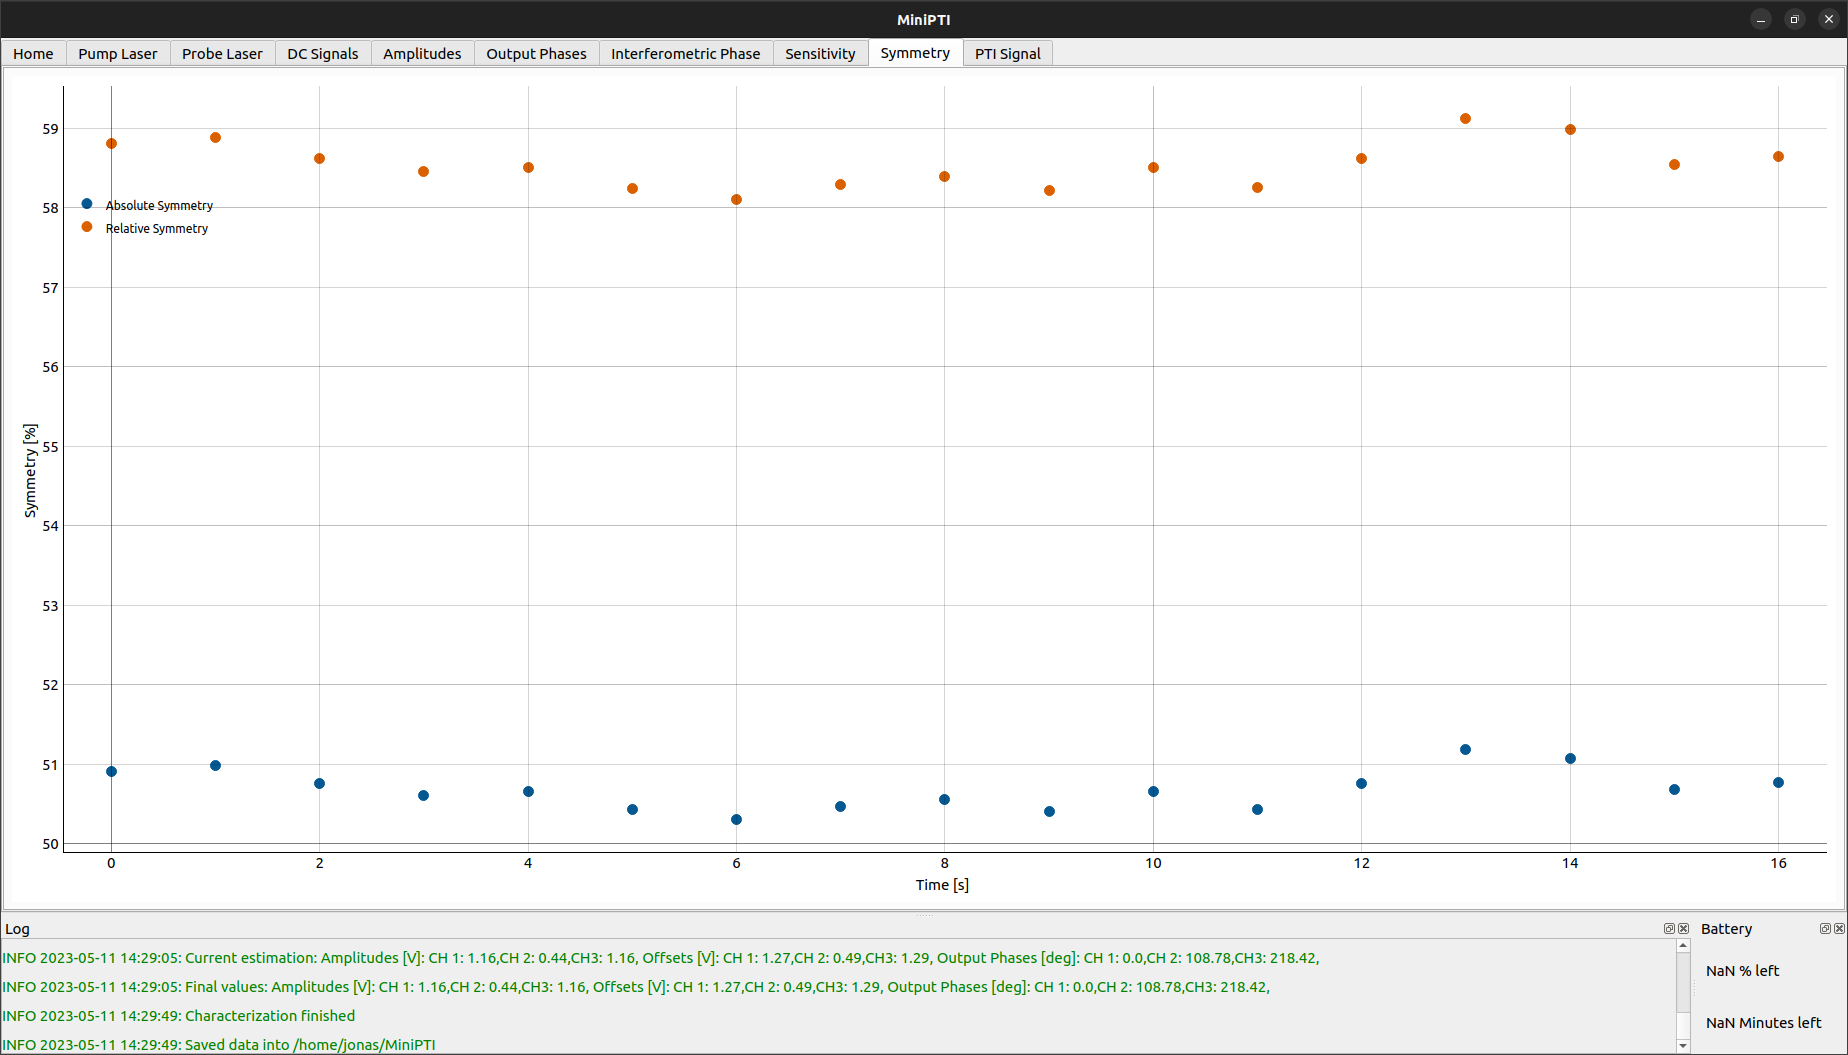 MiniPTI
Home Pump Laser Probe Laser DC Signals Amplitudes Output Phases Interferometric Phase Sensitivity Symmetry PTI Signal
59
Absolute Symmetry
58
Relative Symmetry
57
56
55
Symmetry [%]
54
53
52
51
50
0 2 4 6 8 10 12 14 16
Time [s]
Log
Battery
INFO 2023-05-11 14:29:05: Current estimation: Amplitudes [V]: CH 1: 1.16,CH 2: 0.44,CH3: 1.16, Offsets [V]: CH 1: 1.27,CH 2: 0.49,CH3: 1.29, Output Phases [deg]: CH 1: 0.0,CH 2: 108.78,CH3: 218.42,
NaN % left
INFO 2023-05-11 14:29:05: Final values: Amplitudes [V]: CH 1: 1.16,CH 2: 0.44,CH3: 1.16, Offsets [V]: CH 1: 1.27,CH 2: 0.49,CH3: 1.29, Output Phases [deg]: CH 1: 0.0,CH 2: 108.78,CH3: 218.42,
INFO 2023-05-11 14:29:49: Characterization finished
NaN Minutes left
INFO 2023-05-11 14:29:49: Saved data into /home/jonas/MiniPTI